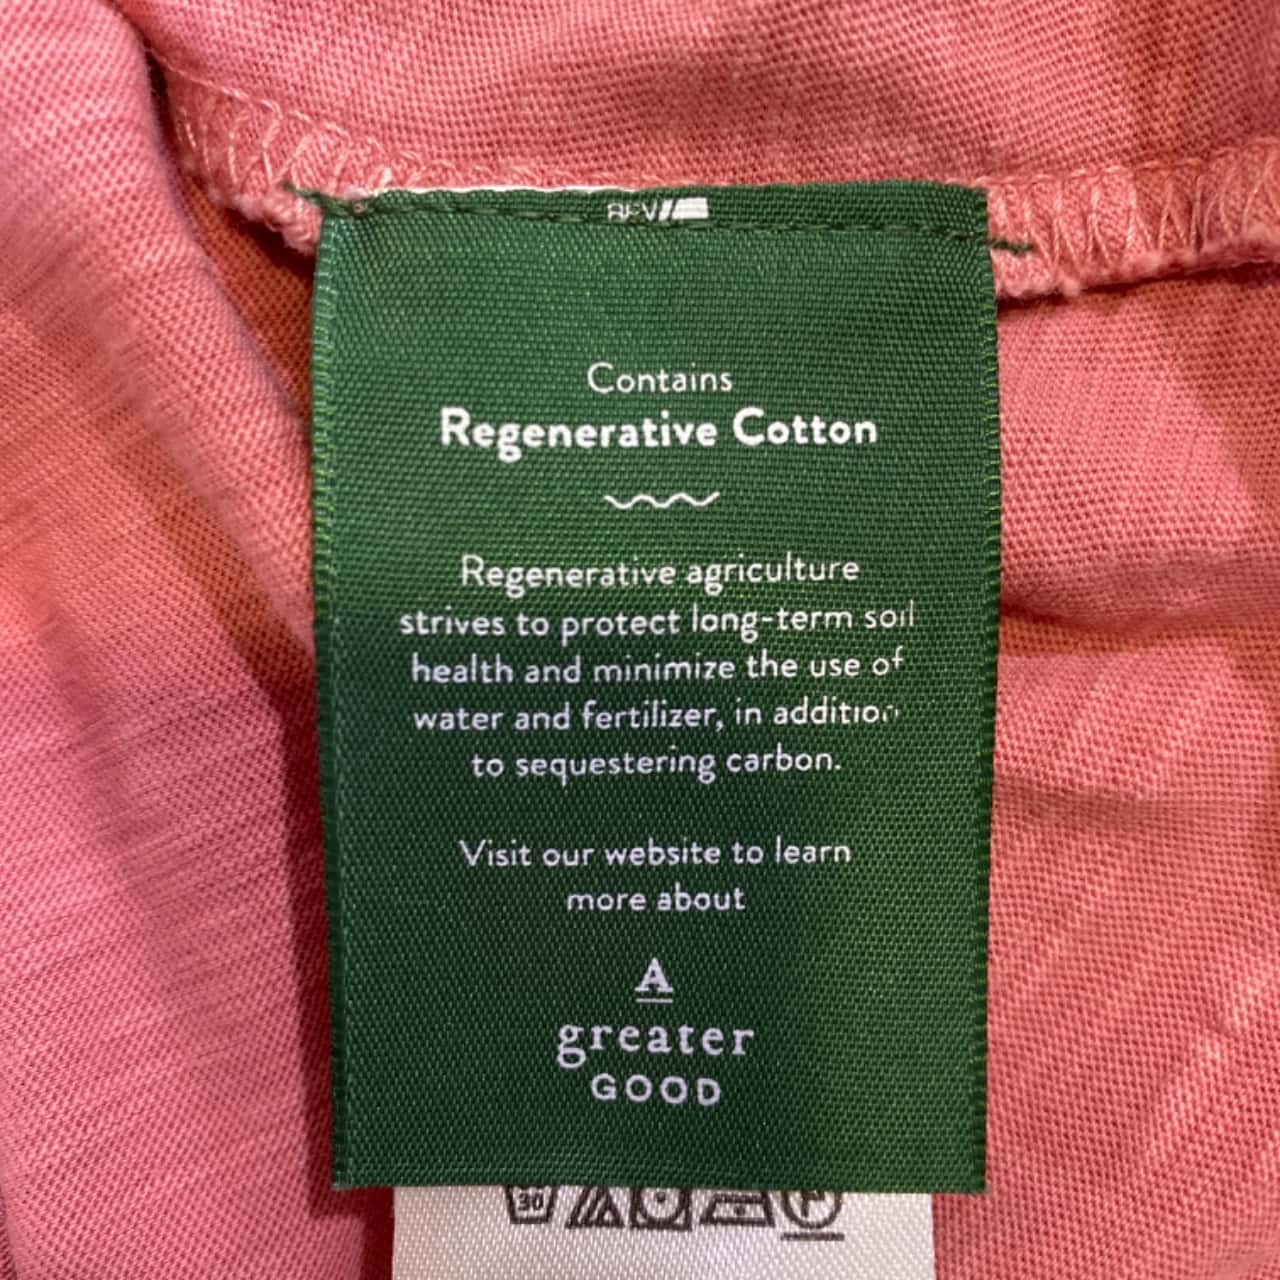 Contains
Regenerative Cotton
Regenerative agriculture
strives to protect long-term soil
health and minimize the use of
water and fertilizer, in addition
to sequestering carbon.
Visit our website to learn
more about
A
greater
GOOD
30
P